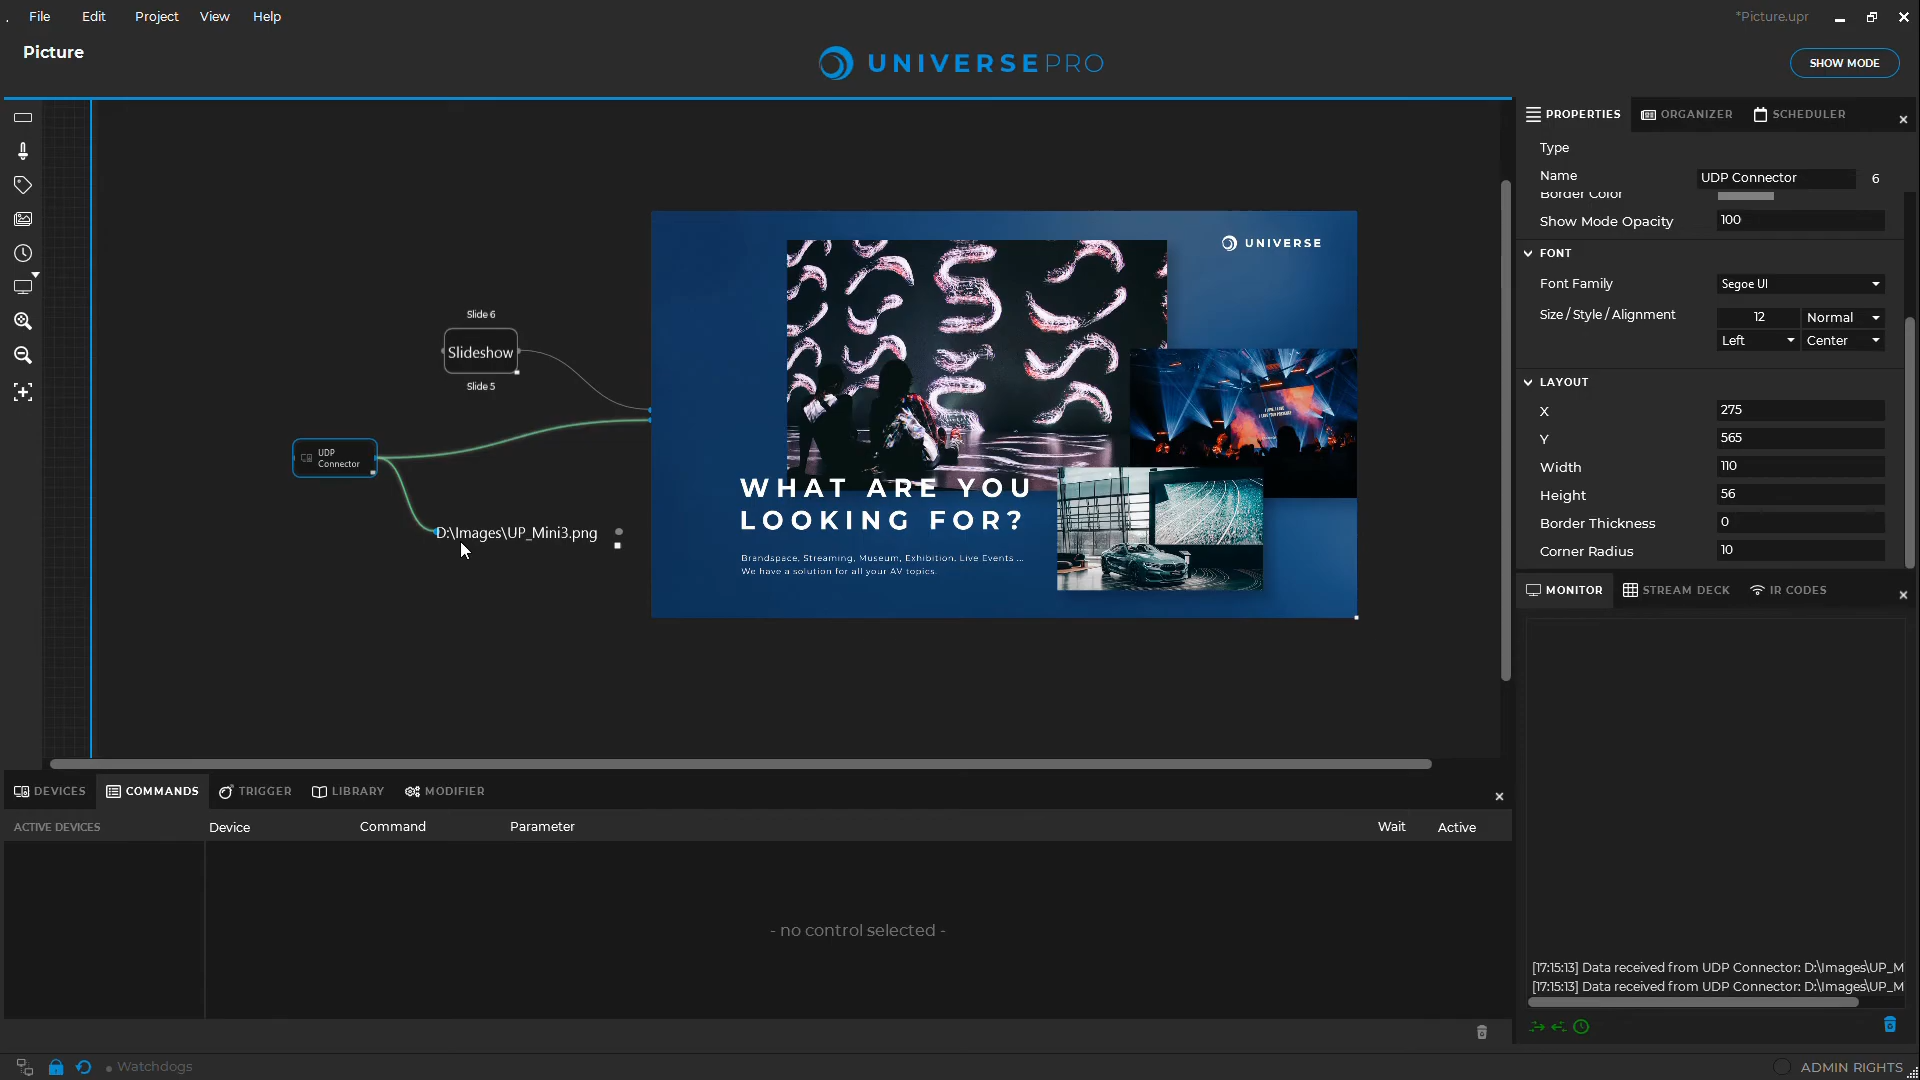 File Edit Project View Help
*Picture.upr
Picture
UNIVERSEPRO
SHOW MODE
PROPERTIES
ORGANIZER
SCHEDULER
Type
Name UDP Connector 6
Border Color
Show Mode Opacity 100
FONT
Font Family Segoe UI
Size / Style / Alignment 12 Normal
Left Center
LAYOUT
X 275
Y 565
Width 110
Height 56
Border Thickness 0
Corner Radius 10
Slide 6
Slideshow
Slide 5
UDP
Connector
D:\Images\UP_Mini3.png
UNIVERSE
WHAT ARE YOU
LOOKING FOR?
Brandspace, Streaming, Museum, Exhibition, Live Events ...
We have a solution for all your AV topics.
MONITOR
STREAM DECK
IR CODES
[17:15:13] Data received from UDP Connector: D:\Images\UP_M
[17:15:13] Data received from UDP Connector: D:\Images\UP_M
DEVICES
COMMANDS
TRIGGER
LIBRARY
MODIFIER
ACTIVE DEVICES
Device Command Parameter Wait Active
- no control selected -
Watchdogs
ADMIN RIGHTS